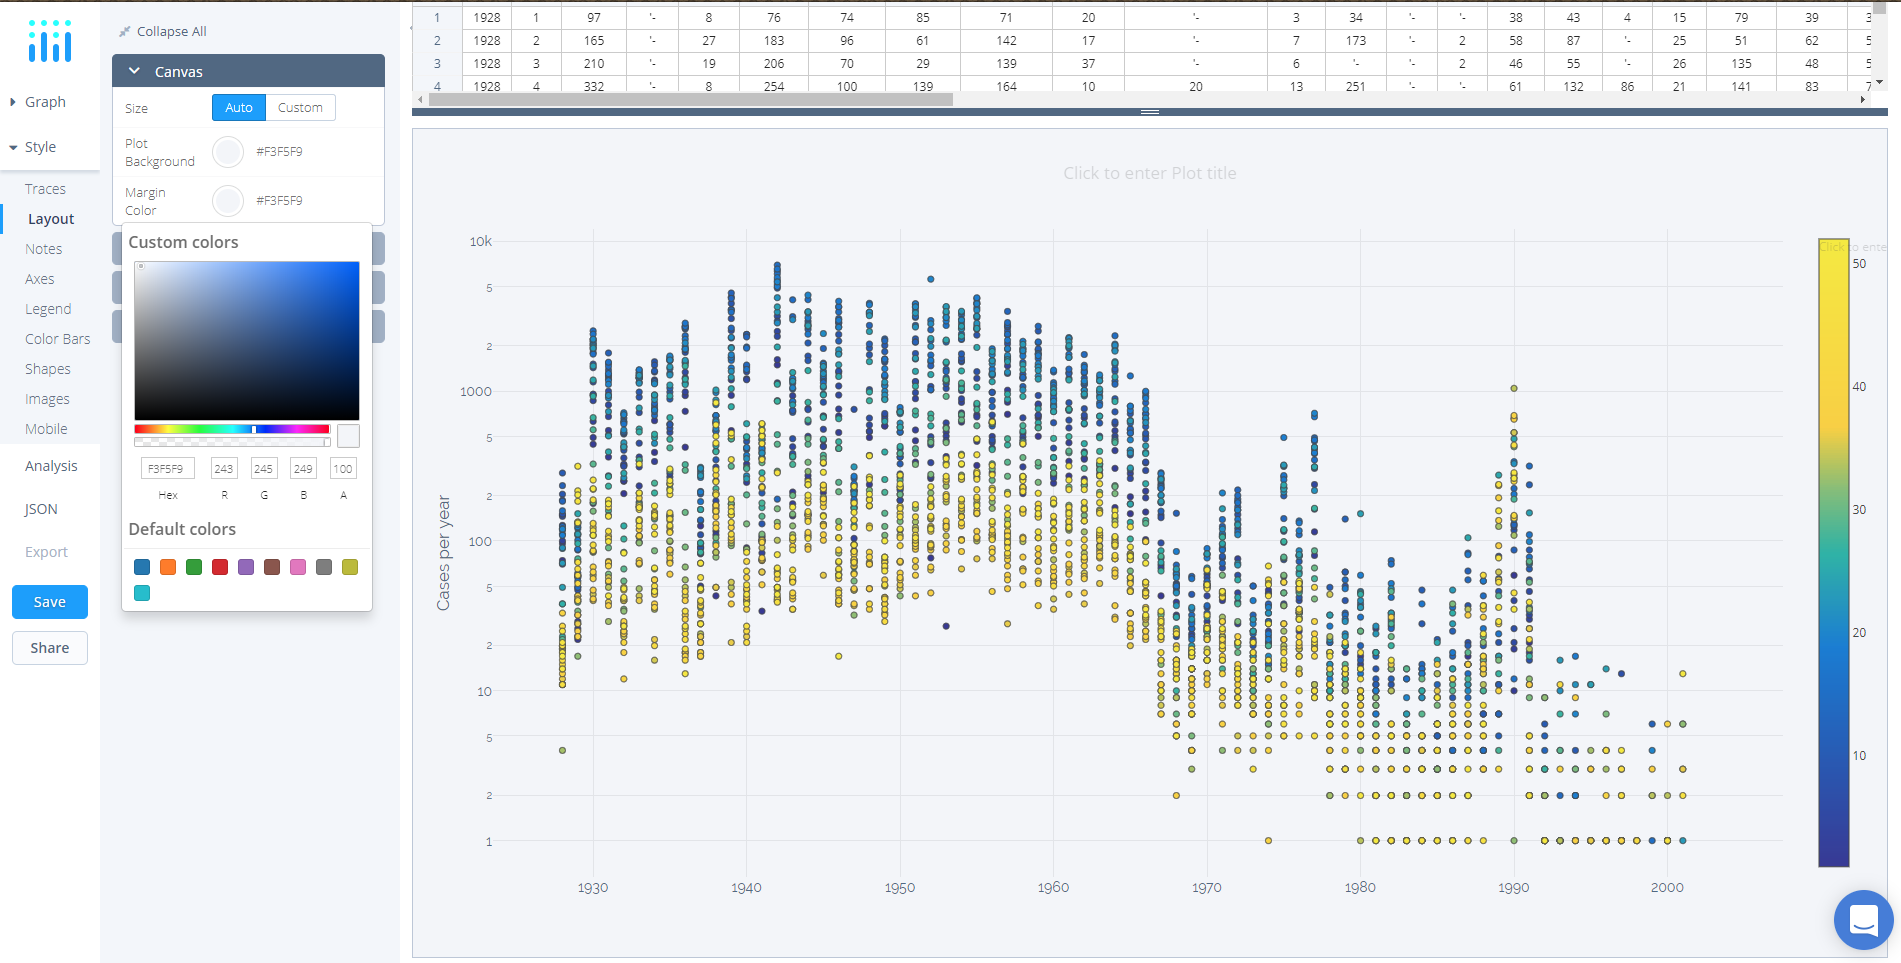 Collapse All
Canvas
Size
Auto
Custom
Plot
Background
#F3F5F9
Margin
Color
#F3F5F9
Graph
Style
Traces
Layout
Notes
Axes
Legend
Color Bars
Shapes
Images
Mobile
Analysis
JSON
Export
Save
Share
Custom colors
F3F5F9 243 245 249 100
Hex R G B A
Default colors
1 1928 1 97 '- 8 76 74 85 71 20 '- 3 34 '- '- 38 43 4 15 79 39
2 1928 2 165 '- 27 183 96 61 142 17 '- 7 173 '- 2 58 87 '- 25 51 62
3 1928 3 210 '- 19 206 70 29 139 37 '- 6 '- '- 2 46 55 '- 26 135 48
4 1928 4 332 '- 8 254 100 139 164 10 20 13 251 '- '- 61 132 86 21 141 83
Click to enter Plot title
Click to ente
Cases per year
10k
5
2
1000
5
2
100
5
2
10
5
2
1
1930 1940 1950 1960 1970 1980 1990 2000
50
40
30
20
10